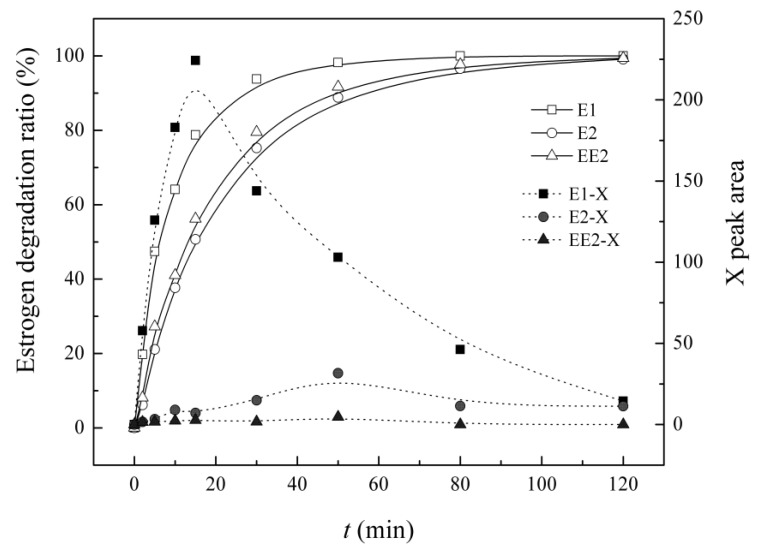 Estrogen degradation ratio (%)
100
80
60
40
20
0
250
200
150
100
50
0
X peak area
E1
E2
EE2
E1-X
E2-X
EE2-X
0 20 40 60 80 100 120
t (min)